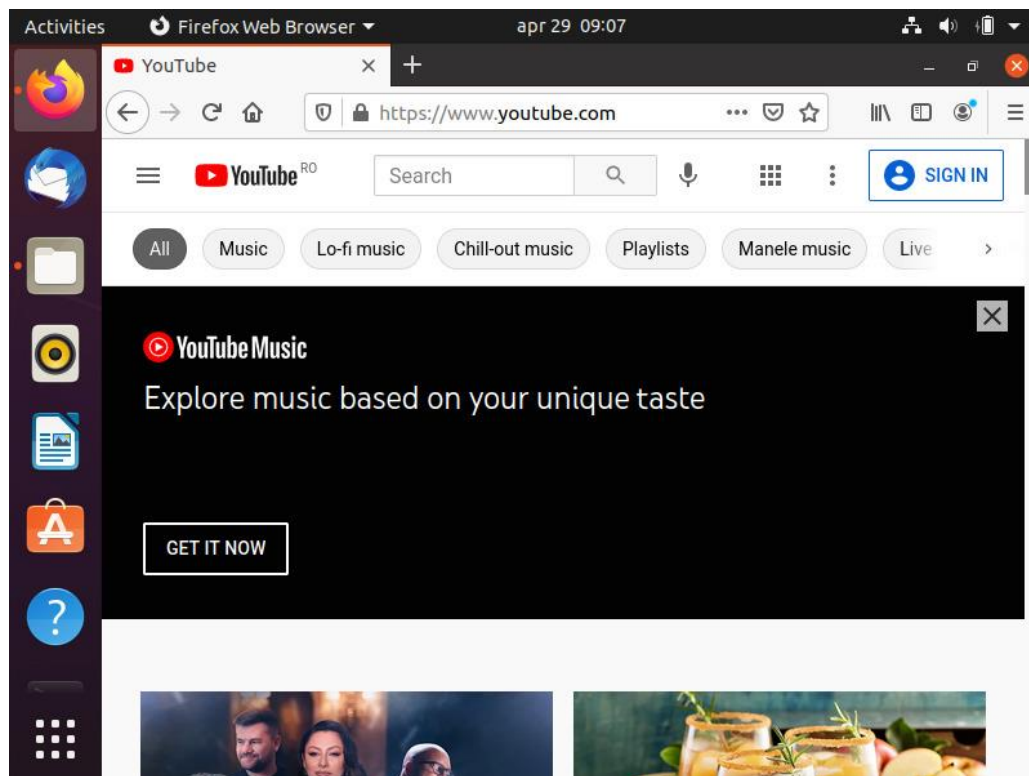 Activities Firefox Web Browser apr 29 09:07
YouTube
https://www.youtube.com
YouTube RO Search SIGN IN
All Music Lo-fi music Chill-out music Playlists Manele music Live
YouTube Music
Explore music based on your unique taste
GET IT NOW